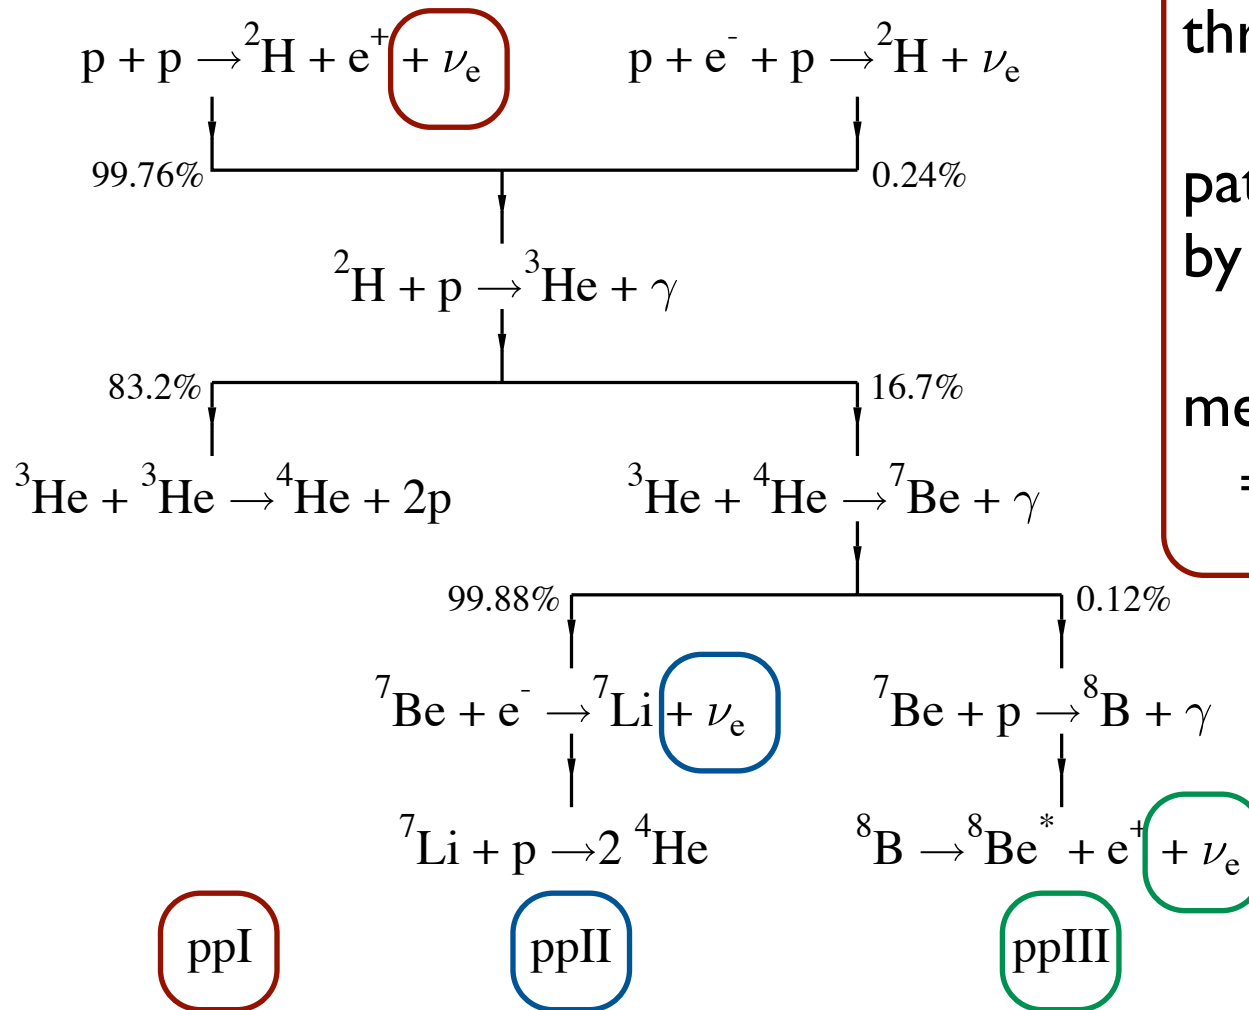 p + p → ²H + e⁺ + νₑ
p + e⁻ + p → ²H + νₑ
99.76%
0.24%
²H + p → ³He + γ
83.2%
16.7%
³He + ³He → ⁴He + 2p
³He + ⁴He → ⁷Be + γ
99.88%
0.12%
⁷Be + e⁻ → ⁷Li + νₑ
⁷Be + p → ⁸B + γ
⁷Li + p → 2 ⁴He
⁸B → ⁸Be* + e⁺ + νₑ
ppI
ppII
ppIII
by